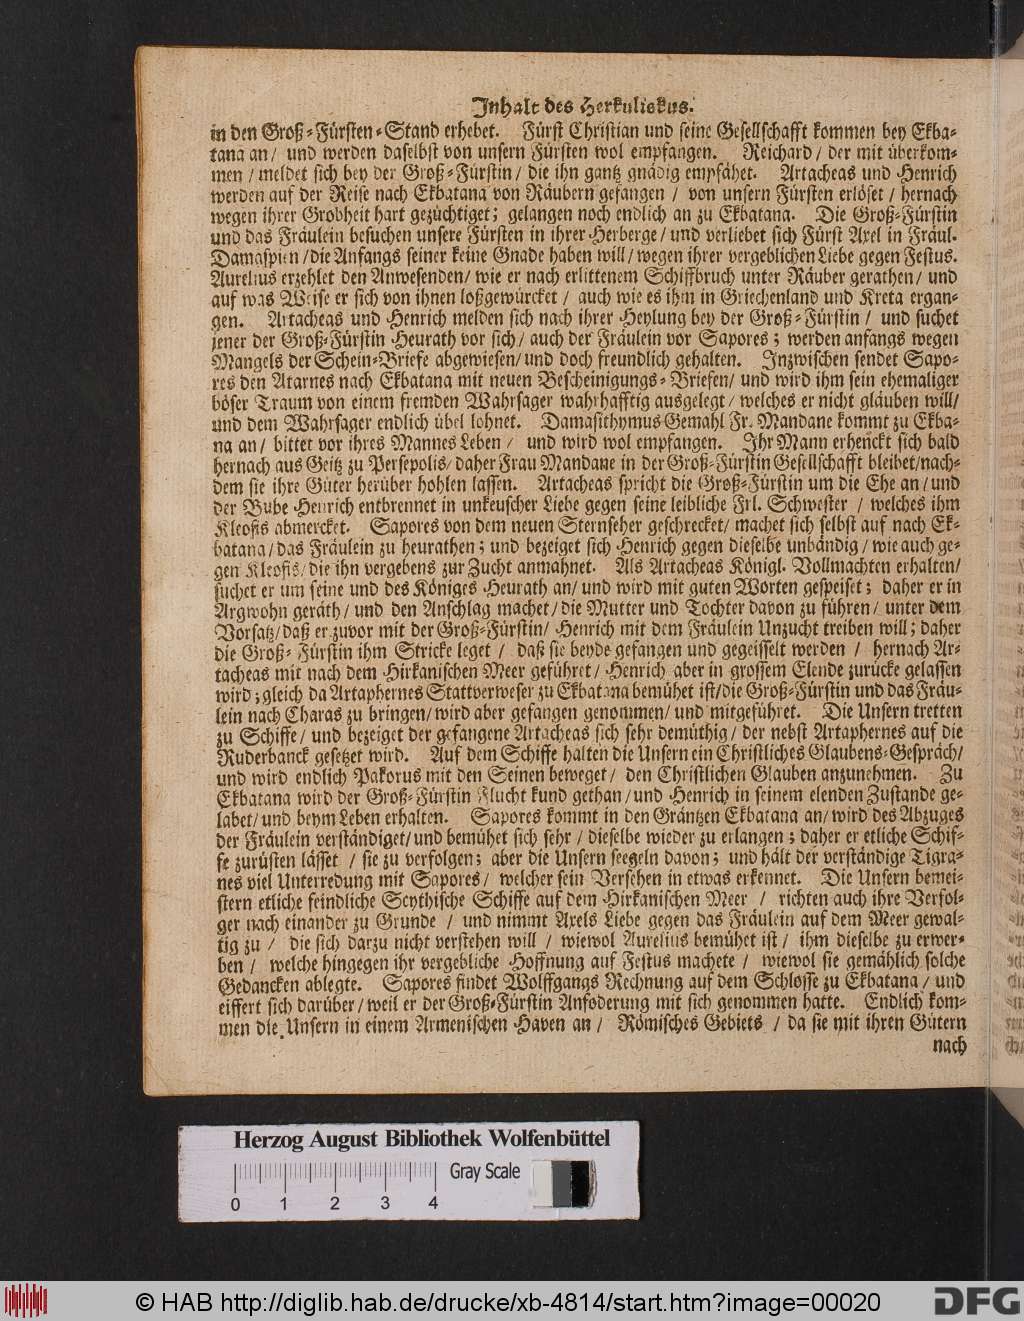 Inhalt des Herkuliskus.
in den Groß-Fürsten-Stand erhebet. Fürst Christian und seine Gesellschafft kommen bey Ekba-
tana an/ und werden daselbst von unsern Fürsten wol empfangen. Reichard/ der mit überkom-
men/ meldet sich bey der Groß-Fürstin/ die ihn gantz gnädig empfähet. Artacheas und Henrich
werden auf der Reise nach Ekbatana von Räubern gefangen/ von unsern Fürsten erlöset/ hernach
wegen ihrer Grobheit hart gezüchtiget; gelangen noch endlich an zu Ekbatana. Die Groß-Fürstin
und das Fräulein besuchen unsere Fürsten in ihrer Herberge/ und verliebet sich Fürst Axel in Fräul.
Damaspien/ die Anfangs seiner keine Gnade haben will/ wegen ihrer vergeblichen Liebe gegen Festus.
Aurelius erzehlet den Anwesenden/ wie er nach erlittenem Schiffbruch unter Räuber gerathen/ und
auf was Weise er sich von ihnen loßgewürcket/ auch wie es ihm in Griechenland und Kreta ergan-
gen. Artacheas und Henrich melden sich nach ihrer Heylung bey der Groß-Fürstin/ und suchet
jener der Groß-Fürstin Heurath vor sich/ auch der Fräulein vor Sapores; werden anfangs wegen
Mangels der Schein-Briefe abgewiesen/ und doch freundlich gehalten. Inzwischen sendet Sapo-
res den Atarnes nach Ekbatana mit neuen Bescheinigungs-Briefen/ und wird ihm sein ehemaliger
böser Traum von einem fremden Wahrsager wahrhafftig ausgelegt/ welches er nicht gläuben will/
und dem Wahrsager endlich übel lohnet. Damasithymus Gemahl Fr. Mandane kommt zu Ekba-
na an/ bittet vor ihres Mannes Leben/ und wird wol empfangen. Ihr Mann erhenckt sich bald
hernach aus Geitz zu Persepolis/ daher Frau Mandane in der Groß-Fürstin Gesellschafft bleibet/ nach-
dem sie ihre Güter herüber hohlen lassen. Artacheas spricht die Groß-Fürstin um die Ehe an/ und
der Bube Henrich entbrennet in unkeuscher Liebe gegen seine leibliche Frl. Schwester/ welches ihm
Kleofis abmercket. Sapores von dem neuen Sternseher geschrecket/ machet sich selbst auf nach Ek-
batana/ das Fräulein zu heurathen; und bezeiget sich Henrich gegen dieselbe unbändig/ wie auch ge-
gen Kleofis/ die ihn vergebens zur Zucht anmahnet. Als Artacheas Königl. Vollmachten erhalten/
suchet er um seine und des Königes Heurath an/ und wird mit guten Worten gespeiset; daher er in
Argwohn geräth/ und den Anschlag machet/ die Mutter und Tochter davon zu führen/ unter dem
Vorsatz/ daß er zuvor mit der Groß-Fürstin/ Henrich mit dem Fräulein Unzucht treiben will; daher
die Groß-Fürstin ihm Stricke leget/ daß sie beyde gefangen und gegeisselt werden/ hernach Ar-
tacheas mit nach dem Hirkanischen Meer geführet/ Henrich aber in grossem Elende zurücke gelassen
wird; gleich da Artaphernes Stattverweser zu Ekbatana bemühet ist/ die Groß-Fürstin und das Fräu-
lein nach Charas zu bringen/ wird aber gefangen genommen/ und mitgeführet. Die Unsern tretten
zu Schiffe/ und bezeiget der gefangene Artacheas sich sehr demüthig/ der nebst Artaphernes auf die
Ruderbanck gesetzet wird. Auf dem Schiffe halten die Unsern ein Christliches Glaubens-Gespräch/
und wird endlich Pakorus mit den Seinen beweget/ den Christlichen Glauben anzunehmen. Zu
Ekbatana wird der Groß-Fürstin Flucht kund gethan/ und Henrich in seinem elenden Zustande ge-
labet/ und beym Leben erhalten. Sapores kommt in den Gräntzen Ekbatana an/ wird des Abzuges
der Fräulein verständiget/ und bemühet sich sehr/ dieselbe wieder zu erlangen; daher er etliche Schif-
fe zurüsten lässet/ sie zu verfolgen; aber die Unsern seegeln davon; und hält der verständige Tigra-
nes viel Unterredung mit Sapores/ welcher sein Versehen in etwas erkennet. Die Unsern bemei-
stern etliche feindliche Scythische Schiffe auf dem Hirkanischen Meer/ richten auch ihre Verfol-
ger nach einander zu Grunde/ und nimmt Axels Liebe gegen das Fräulein auf dem Meer gewal-
tig zu/ die sich darzu nicht verstehen will/ wiewol Aurelius bemühet ist/ ihm dieselbe zu erwer-
ben/ welche hingegen ihr vergebliche Hoffnung auf Festus machete/ wiewol sie gemählich solche
Gedancken ablegte. Sapores findet Wolffgangs Rechnung auf dem Schlosse zu Ekbatana/ und
eiffert sich darüber/ weil er der Groß-Fürstin Anfoderung mit sich genommen hatte. Endlich kom-
men die Unsern in einem Armenischen Haven an/ Römisches Gebiets/ da sie mit ihren Gütern
nach
Herzog August Bibliothek Wolfenbüttel
Gray Scale
0 1 2 3 4
© HAB http://diglib.hab.de/drucke/xb-4814/start.htm?image=00020
DFG